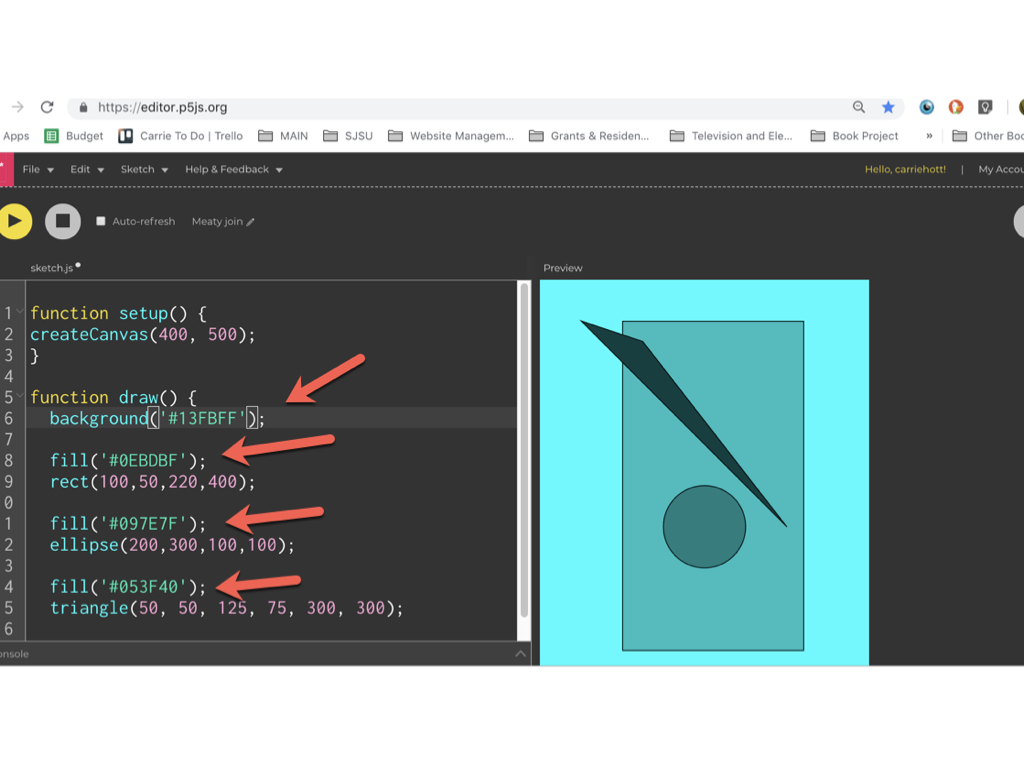 https://editor.p5js.org
Apps Budget Carrie To Do | Trello MAIN SJSU Website Managem... Grants & Residen... Television and Ele... Book Project » Other Boo
File Edit Sketch Help & Feedback Hello, carriehott! | My Accou
Auto-refresh Meaty join
sketch.js Preview
1 function setup() {
2 createCanvas(400, 500);
3 }
4
5 function draw() {
6 background('#13FBFF');
7
8 fill('#0EBDBF');
9 rect(100,50,220,400);
0
1 fill('#097E7F');
2 ellipse(200,300,100,100);
3
4 fill('#053F40');
5 triangle(50, 50, 125, 75, 300, 300);
6
onsole